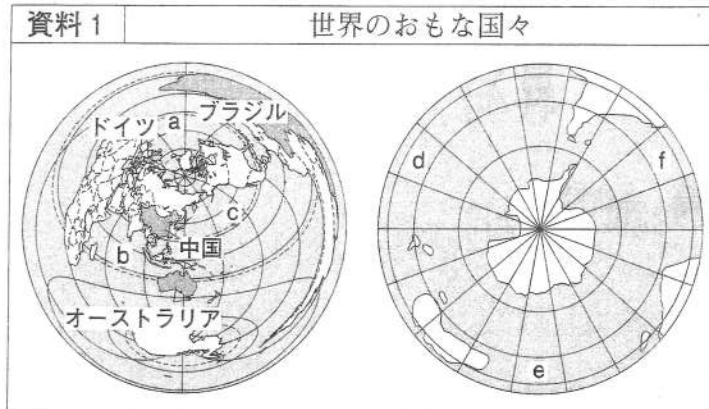 資料1 世界のおもな国々
ブラジル
ドイツ a
d f
c
中国
b
オーストラリア
e